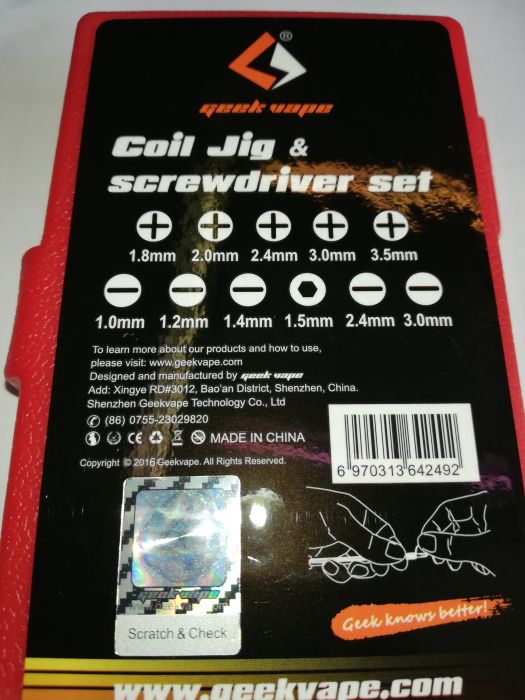 ®
geek vape
Coil Jig &
screwdriver set
1.8mm 2.0mm 2.4mm 3.0mm 3.5mm
1.0mm 1.2mm 1.4mm 1.5mm 2.4mm 3.0mm
To learn more about our products and how to use,
please visit: www.geekvape.com
Designed and manufactured by geek vape
Add: Xingye RD#3012, Bao'an District, Shenzhen, China.
Shenzhen Geekvape Technology Co., Ltd
(86) 0755-23029820
CE MADE IN CHINA
Copyright © 2016 Geekvape. All Rights Reserved.
6 970313 642492
geek vape
Scratch & Check
Geek knows better!
www.geekvape.com